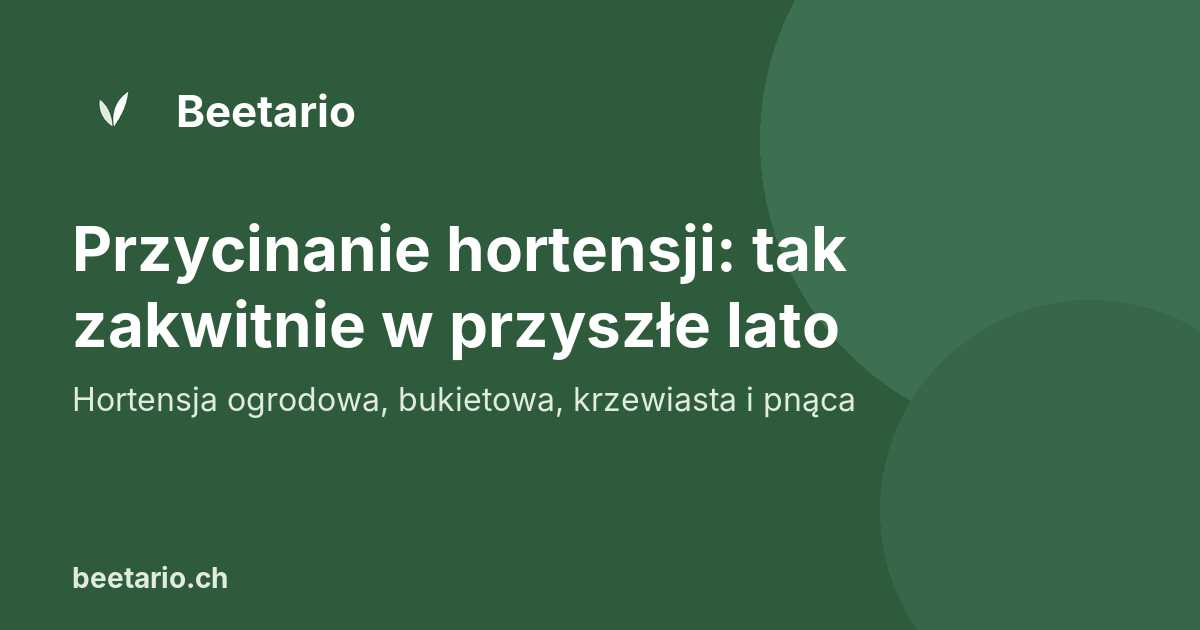 Beetario
Przycinanie hortensji: tak
zakwitnie w przyszłe lato
Hortensja ogrodowa, bukietowa, krzewiasta i pnąca
beetario.ch